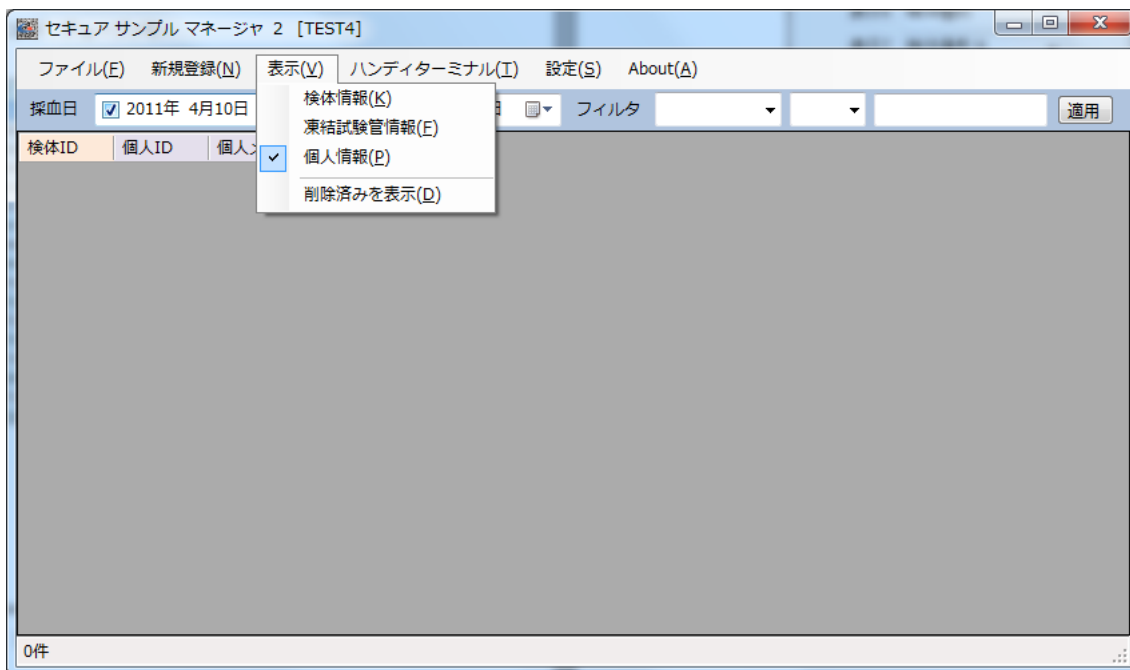 セキュア サンプル マネージャ 2 [TEST4]
ファイル(F) 新規登録(N) 表示(V) ハンディターミナル(T) 設定(S) About(A)
採血日 2011年 4月10日 フィルタ 適用
検体ID 個人ID 個人
検体情報(K)
凍結試験管情報(F)
個人情報(P)
削除済みを表示(D)
0件